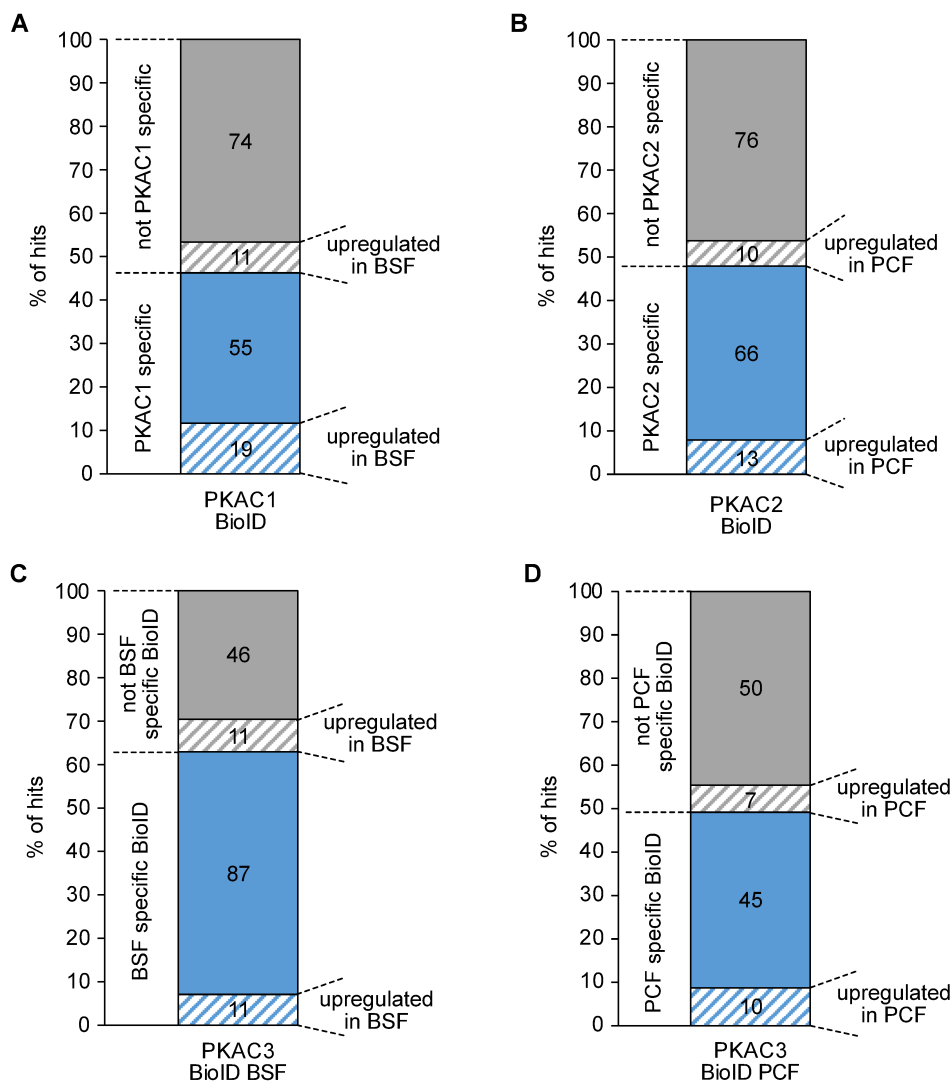 A
100
90
80
70
60
50
40
30
20
10
0
% of hits
not PKAC1 specific
PKAC1 specific
74
11
55
19
upregulated
in BSF
upregulated
in BSF
PKAC1
BioID
B
100
90
80
70
60
50
40
30
20
10
0
% of hits
not PKAC2 specific
PKAC2 specific
76
10
66
13
upregulated
in PCF
upregulated
in PCF
PKAC2
BioID
C
100
90
80
70
60
50
40
30
20
10
0
% of hits
not BSF
specific BioID
BSF specific BioID
46
11
87
11
upregulated
in BSF
upregulated
in BSF
PKAC3
BioID BSF
D
100
90
80
70
60
50
40
30
20
10
0
% of hits
not PCF
specific BioID
PCF specific BioID
50
7
45
10
upregulated
in PCF
upregulated
in PCF
PKAC3
BioID PCF